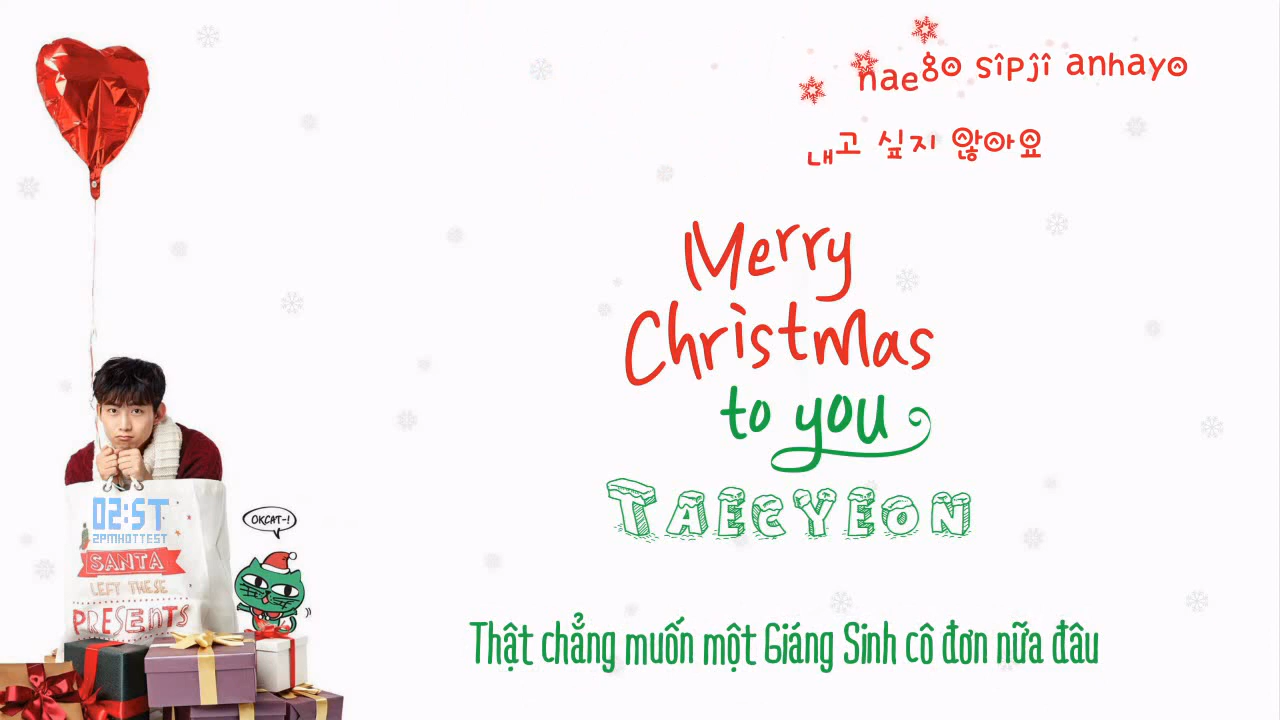 naego sîpjî anhayo
내고 싶지 않아요
Merry
Christmas
to you
TAECYEON
02:ST
2PMHOTTEST
SANTA
LEFT THESE
PRESENTS
OKCAT-!
Thật chẳng muốn một Giáng Sinh cô đơn nữa đâu